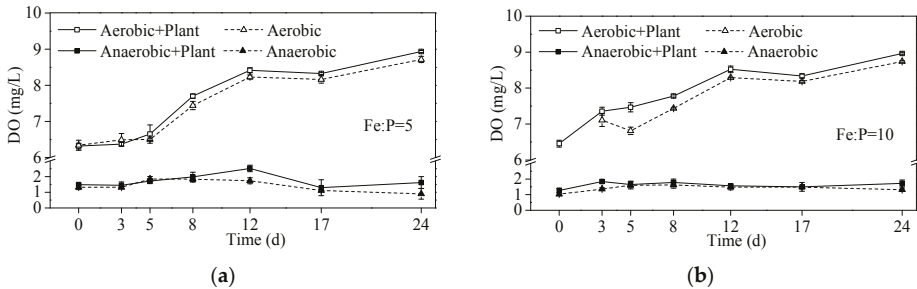 (a)
Aerobic+Plant
Aerobic
Anaerobic+Plant
Anaerobic
DO (mg/L)
9
8
7
6
2
1
0
Fe:P=5
0 3 5 8 12 17 24
Time (d)
(a)
(b)
Aerobic+Plant
Aerobic
Anaerobic+Plant
Anaerobic
DO (mg/L)
9
8
7
6
2
1
0
Fe:P=10
0 3 5 8 12 17 24
Time (d)
(b)